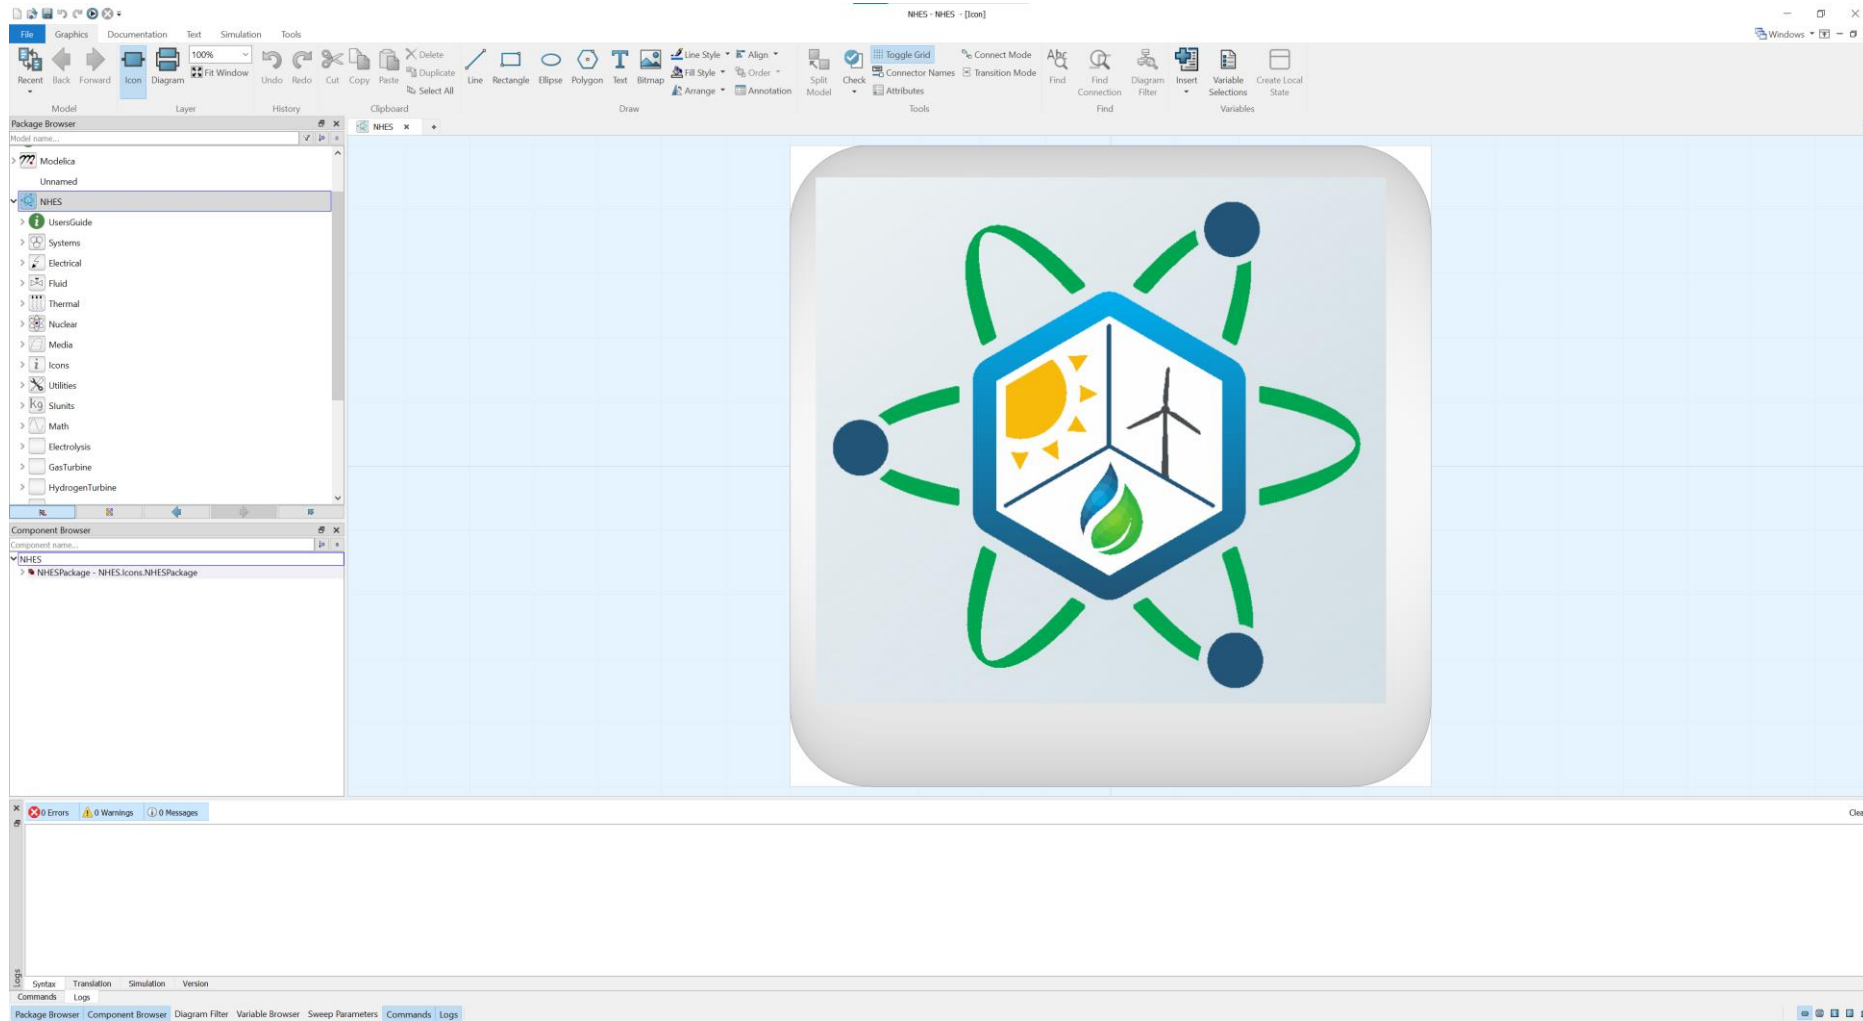 NHES - NHES - [Icon]
File Graphics Documentation Text Simulation Tools
Windows
Recent Back Forward Icon Diagram 100% Fit Window Undo Redo Cut Copy Paste Delete Duplicate Select All
Line Rectangle Ellipse Polygon Text Bitmap Line Style Fill Style Arrange Align Order Annotation
Split Model Check Toggle Grid Connector Names Attributes Connect Mode Transition Mode
Abc Find Find Connection Diagram Filter Insert Variable Selections Create Local State
Model Layer History Clipboard Draw Tools Find Variables
Package Browser
NHES
Model name...
Modelica
Unnamed
NHES
UsersGuide
Systems
Electrical
Fluid
Thermal
Nuclear
Media
Icons
Utilities
Kg SIunits
Math
Electrolysis
GasTurbine
HydrogenTurbine
Component Browser
Component name...
NHES
NHESPackage - NHES.Icons.NHESPackage
0 Errors 0 Warnings 0 Messages
Clea
Logs
Syntax Translation Simulation Version
Commands Logs
Package Browser Component Browser Diagram Filter Variable Browser Sweep Parameters Commands Logs